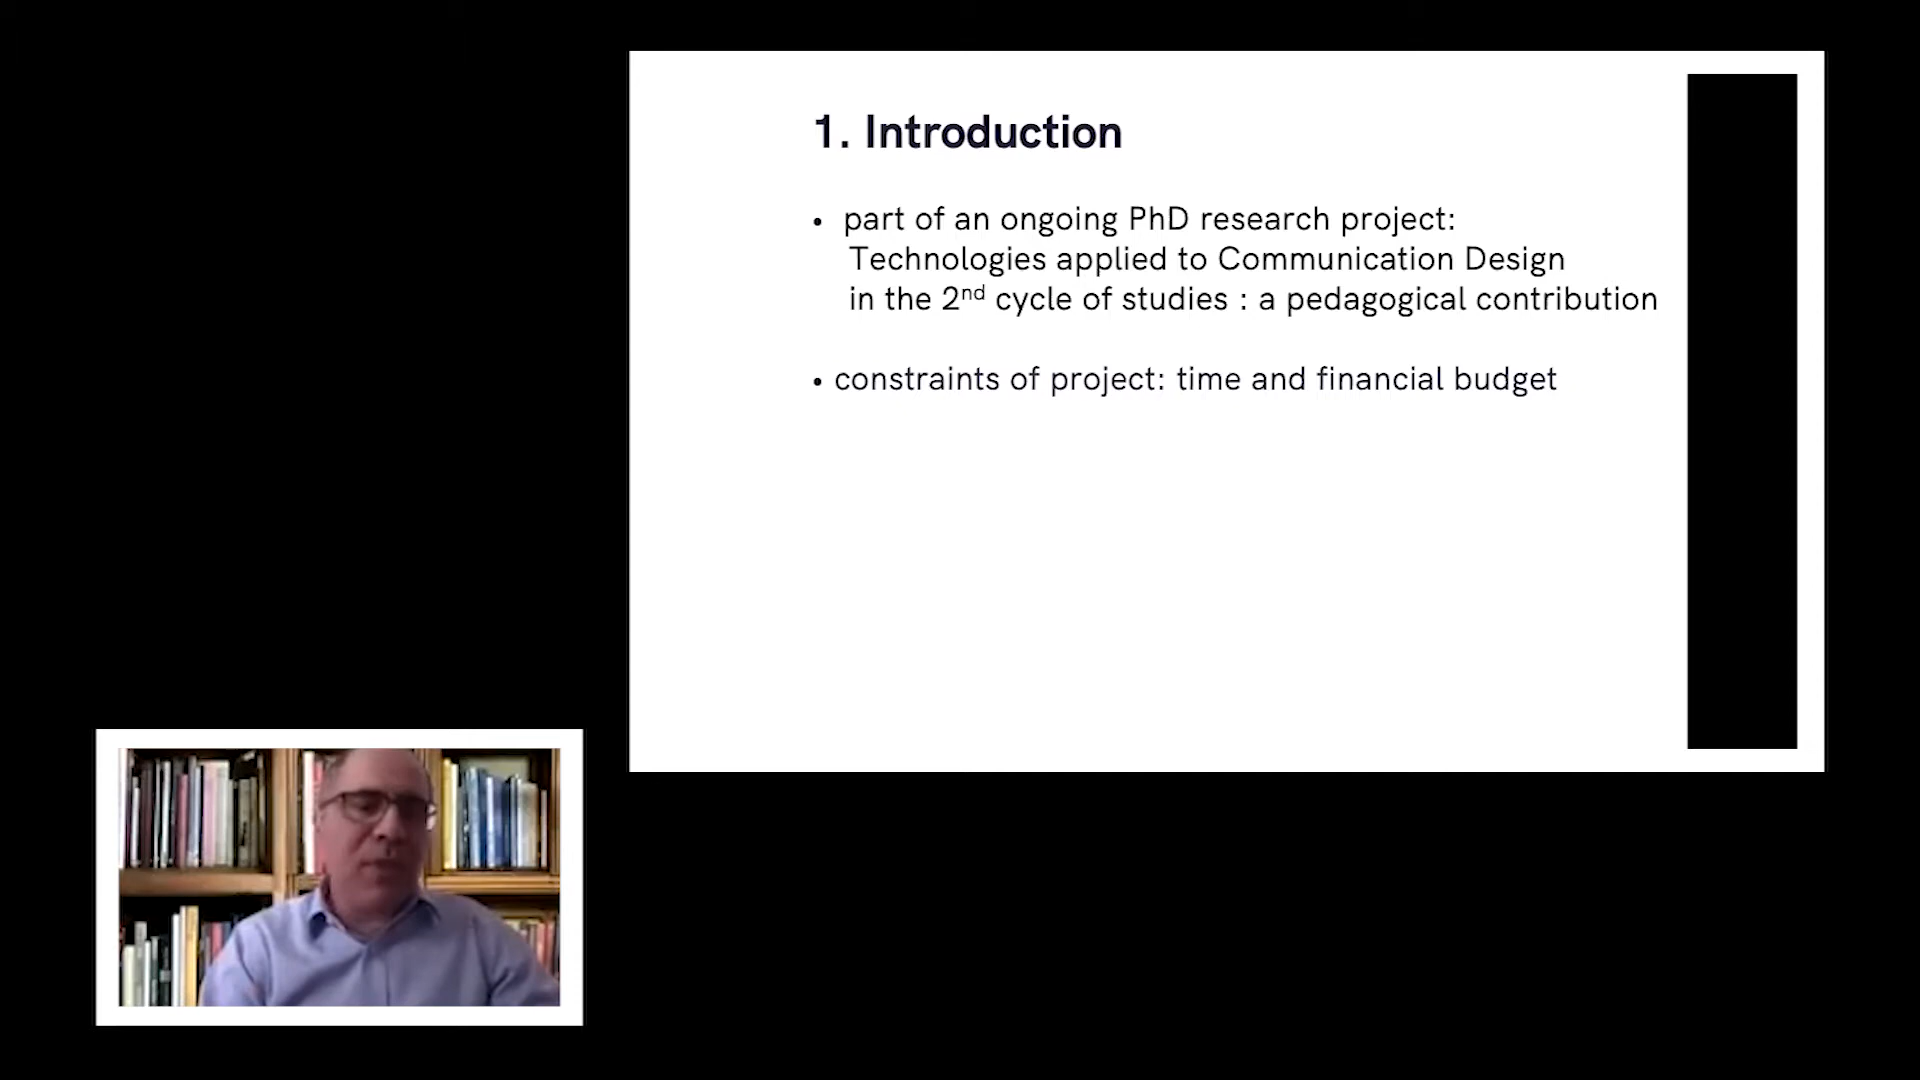 1. Introduction
• part of an ongoing PhD research project:
Technologies applied to Communication Design
in the 2nd cycle of studies : a pedagogical contribution
• constraints of project: time and financial budget